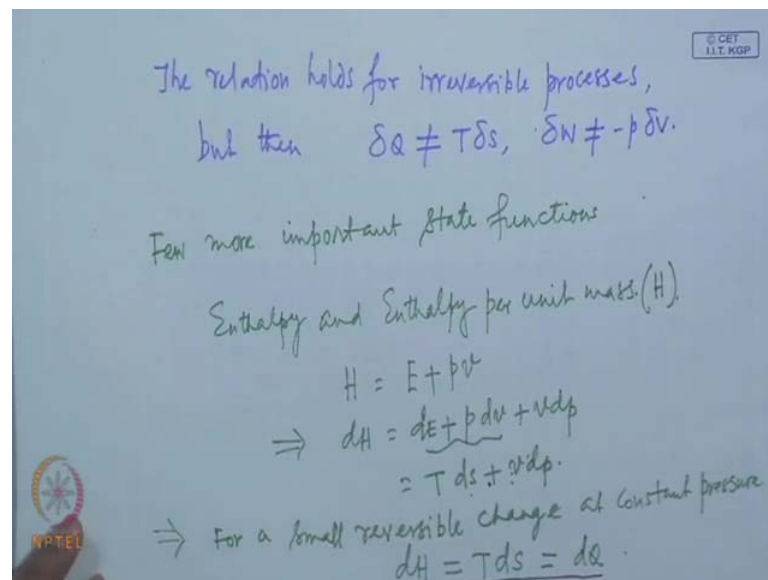 © CET
I.I.T. KGP
The relation holds for irreversible processes,
but then δQ ≠ TδS, δW ≠ -p δV.
Few more important state functions
Enthalpy and Enthalpy per unit mass.(H).
H = E + pv
⇒ dH = dE + p dv + vdp
= T ds + vdp.
⇒ For a small reversible change at constant pressure
dH = T ds = dQ.
NPTEL